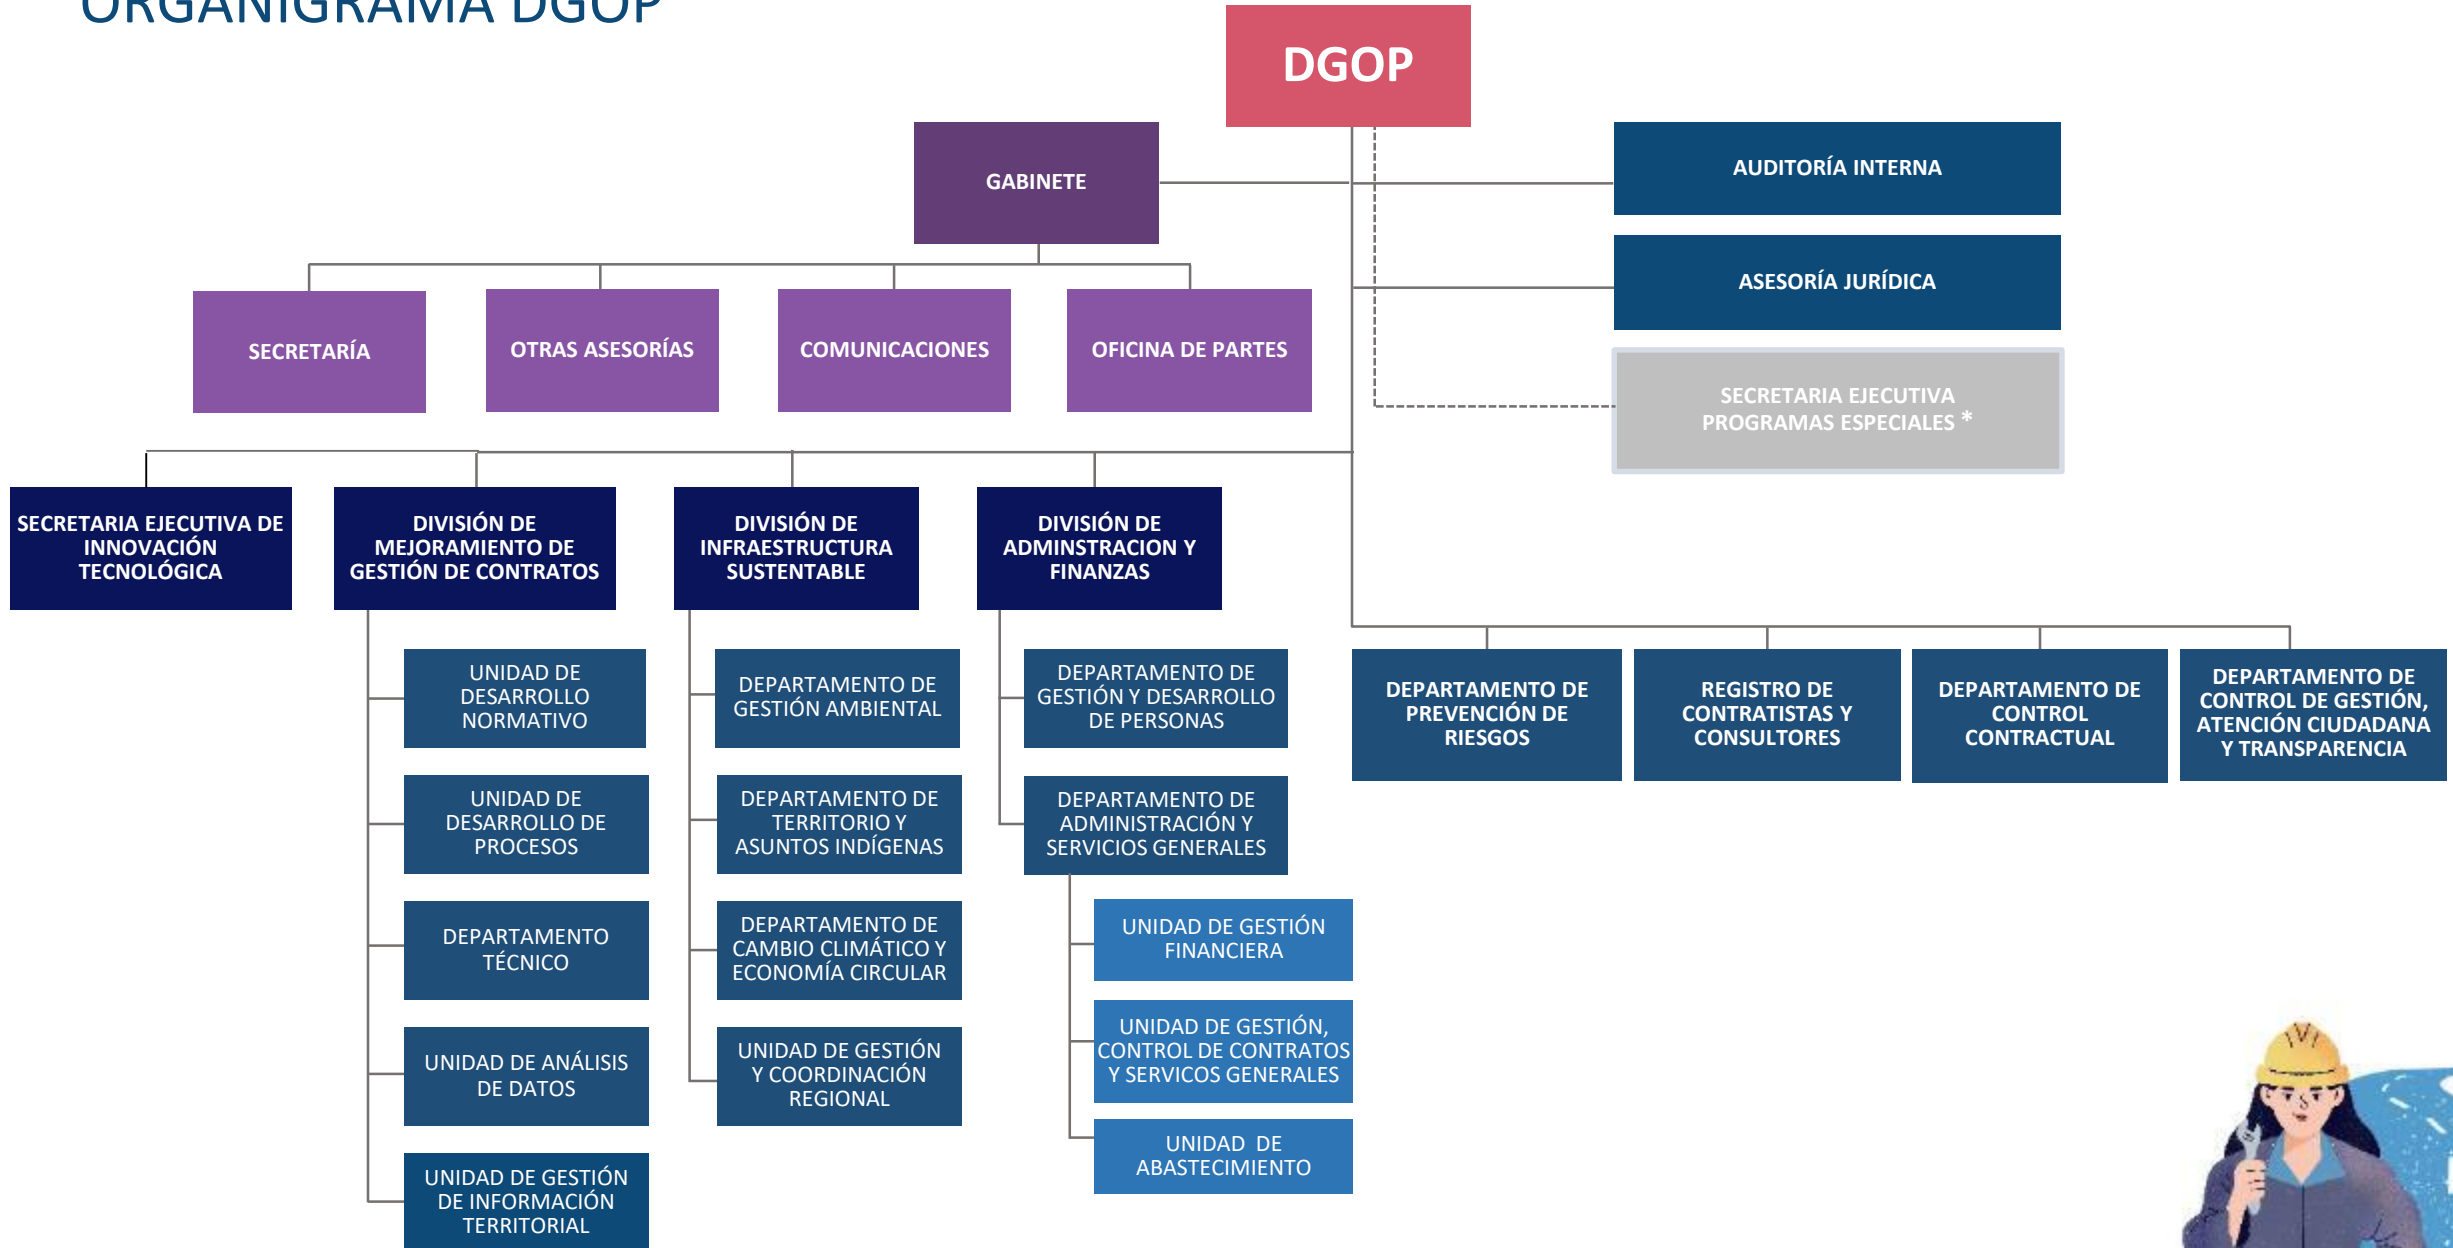 ORGANIGRAMA DGOP
DGOP
GABINETE
AUDITORÍA INTERNA
ASESORÍA JURÍDICA
SECRETARIA EJECUTIVA
PROGRAMAS ESPECIALES *
SECRETARÍA
OTRAS ASESORÍAS
COMUNICACIONES
OFICINA DE PARTES
SECRETARIA EJECUTIVA DE
INNOVACIÓN
TECNOLÓGICA
DIVISIÓN DE
MEJORAMIENTO DE
GESTIÓN DE CONTRATOS
DIVISIÓN DE
INFRAESTRUCTURA
SUSTENTABLE
DIVISIÓN DE
ADMINSTRACION Y
FINANZAS
UNIDAD DE
DESARROLLO
NORMATIVO
UNIDAD DE
DESARROLLO DE
PROCESOS
DEPARTAMENTO
TÉCNICO
UNIDAD DE ANÁLISIS
DE DATOS
UNIDAD DE GESTIÓN
DE INFORMACIÓN
TERRITORIAL
DEPARTAMENTO DE
GESTIÓN AMBIENTAL
DEPARTAMENTO DE
TERRITORIO Y
ASUNTOS INDÍGENAS
DEPARTAMENTO DE
CAMBIO CLIMÁTICO Y
ECONOMÍA CIRCULAR
UNIDAD DE GESTIÓN
Y COORDINACIÓN
REGIONAL
DEPARTAMENTO DE
GESTIÓN Y DESARROLLO
DE PERSONAS
DEPARTAMENTO DE
ADMINISTRACIÓN Y
SERVICIOS GENERALES
UNIDAD DE GESTIÓN
FINANCIERA
UNIDAD DE GESTIÓN,
CONTROL DE CONTRATOS
Y SERVICOS GENERALES
UNIDAD DE
ABASTECIMIENTO
DEPARTAMENTO DE
PREVENCIÓN DE
RIESGOS
REGISTRO DE
CONTRATISTAS Y
CONSULTORES
DEPARTAMENTO DE
CONTROL
CONTRACTUAL
DEPARTAMENTO DE
CONTROL DE GESTIÓN,
ATENCIÓN CIUDADANA
Y TRANSPARENCIA